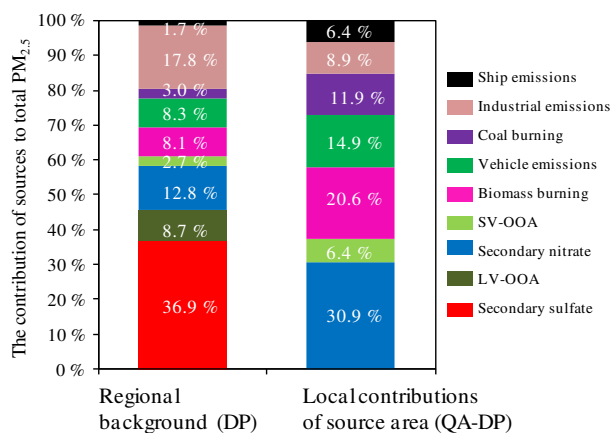 The contribution of sources to total PM2.5
100 %
90 %
80 %
70 %
60 %
50 %
40 %
30 %
20 %
10 %
0 %
1.7 %
17.8 %
3.0 %
8.3 %
8.1 %
2.7 %
12.8 %
8.7 %
36.9 %
6.4 %
8.9 %
11.9 %
14.9 %
20.6 %
6.4 %
30.9 %
Ship emissions
Industrial emissions
Coal burning
Vehicle emissions
Biomass burning
SV-OOA
Secondary nitrate
LV-OOA
Secondary sulfate
Regional
background (DP)
Local contributions
of source area (QA-DP)